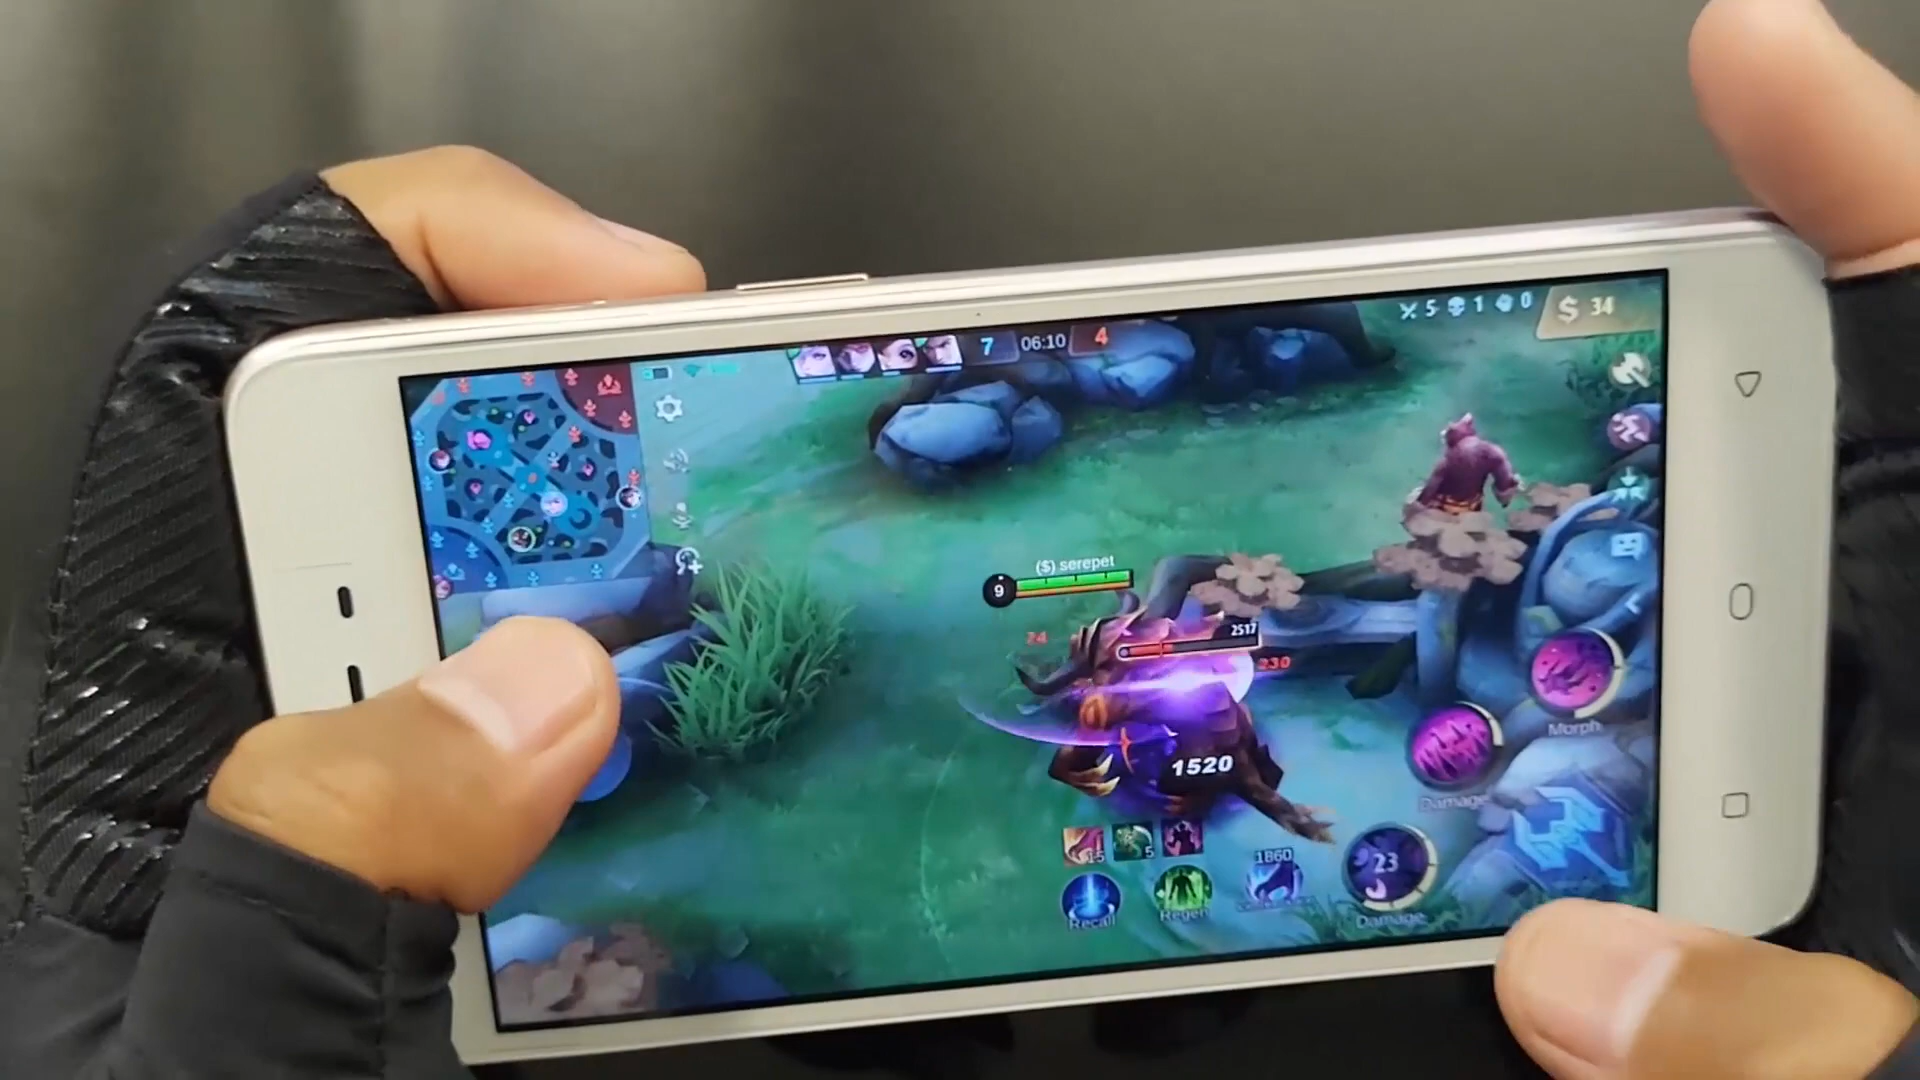 7 06:10 4
5 1 0
$ 34
($) serepet
9
2517
74
230
1520
Morph
Damage
15
5
1860
23
Recall
Regen
Damage